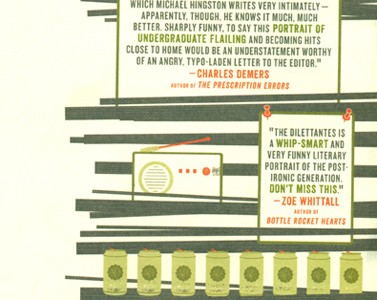 WHICH MICHAEL HINGSTON WRITES VERY INTIMATELY—
APPARENTLY, THOUGH, HE KNOWS IT MUCH, MUCH
BETTER. SHARPLY FUNNY, TO SAY THIS PORTRAIT OF
UNDERGRADUATE FLAILING AND BECOMING HITS
CLOSE TO HOME WOULD BE AN UNDERSTATEMENT WORTHY
OF AN ANGRY, TYPO-LADEN LETTER TO THE EDITOR."
—CHARLES DEMERS
AUTHOR OF THE PRESCRIPTION ERRORS
"THE DILETTANTES IS
A WHIP-SMART AND
VERY FUNNY LITERARY
PORTRAIT OF THE POST-
IRONIC GENERATION.
DON'T MISS THIS."
—ZOE WHITTALL
AUTHOR OF
BOTTLE ROCKET HEARTS